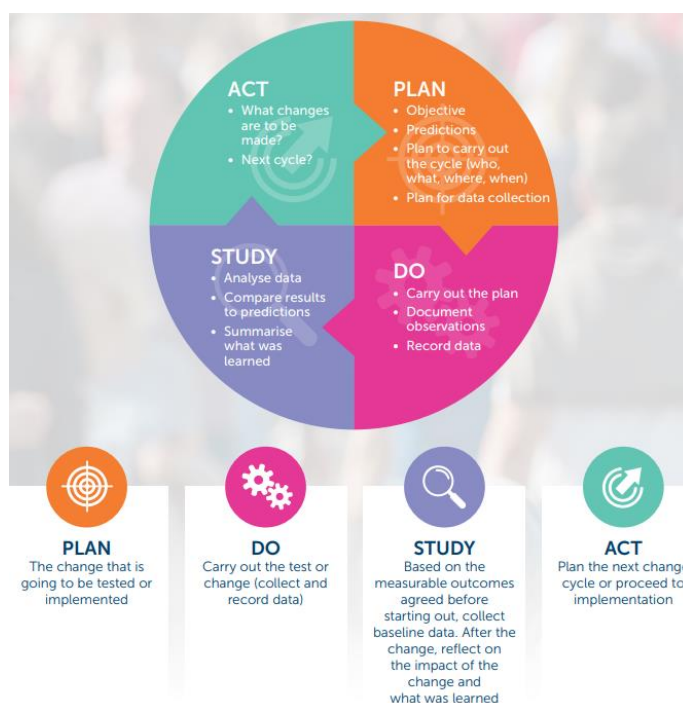 ACT
• What changes
are to be
made?
• Next cycle?
PLAN
• Objective
• Predictions
• Plan to carry out
the cycle (who,
what, where, when)
• Plan for data collection
STUDY
• Analyse data
• Compare results
to predictions
• Summarise
what was
learned
DO
• Carry out the plan
• Document
observations
• Record data
PLAN
The change that is
going to be tested or
implemented
DO
Carry out the test or
change (collect and
record data)
STUDY
Based on the
measurable outcomes
agreed before
starting out, collect
baseline data. After the
change, reflect on
the impact of the
change and
what was learned
ACT
Plan the next change
cycle or proceed to
implementation